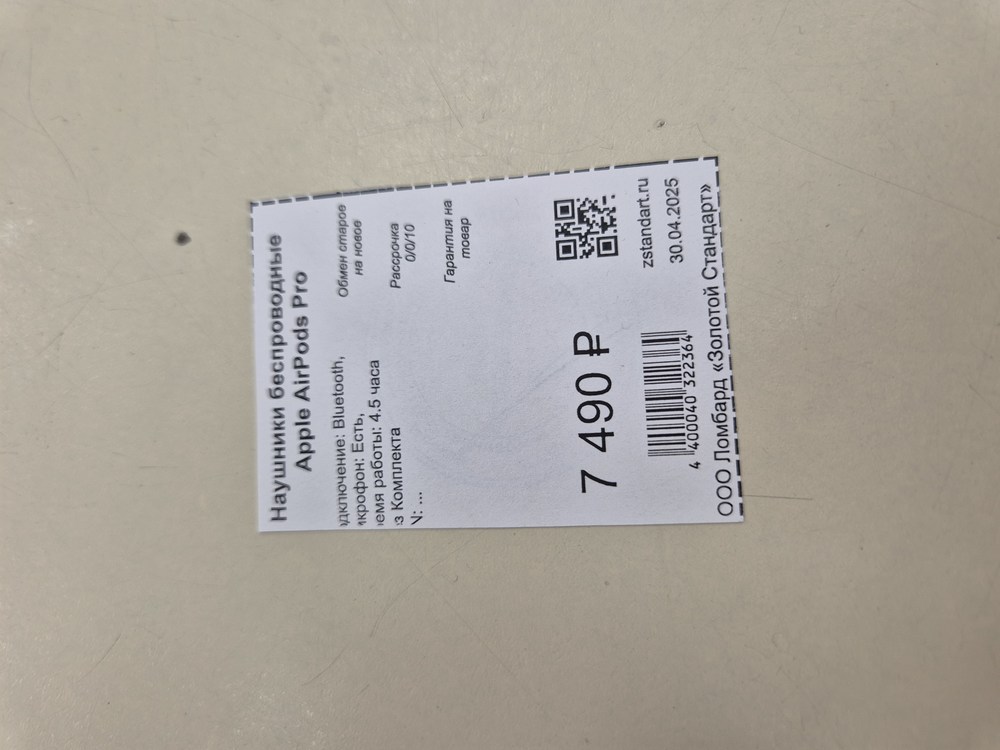 Наушники беспроводные
Apple AirPods Pro
одключение: Bluetooth,
икрофон: Есть,
емя работы: 4.5 часа
з Комплекта
N: ...
Обмен старое
на новое
Рассрочка
0/0/10
Гарантия на
товар
7 490 ₽
4 400040 322364
zstandart.ru
30.04.2025
ООО Ломбард «Золотой Стандарт»